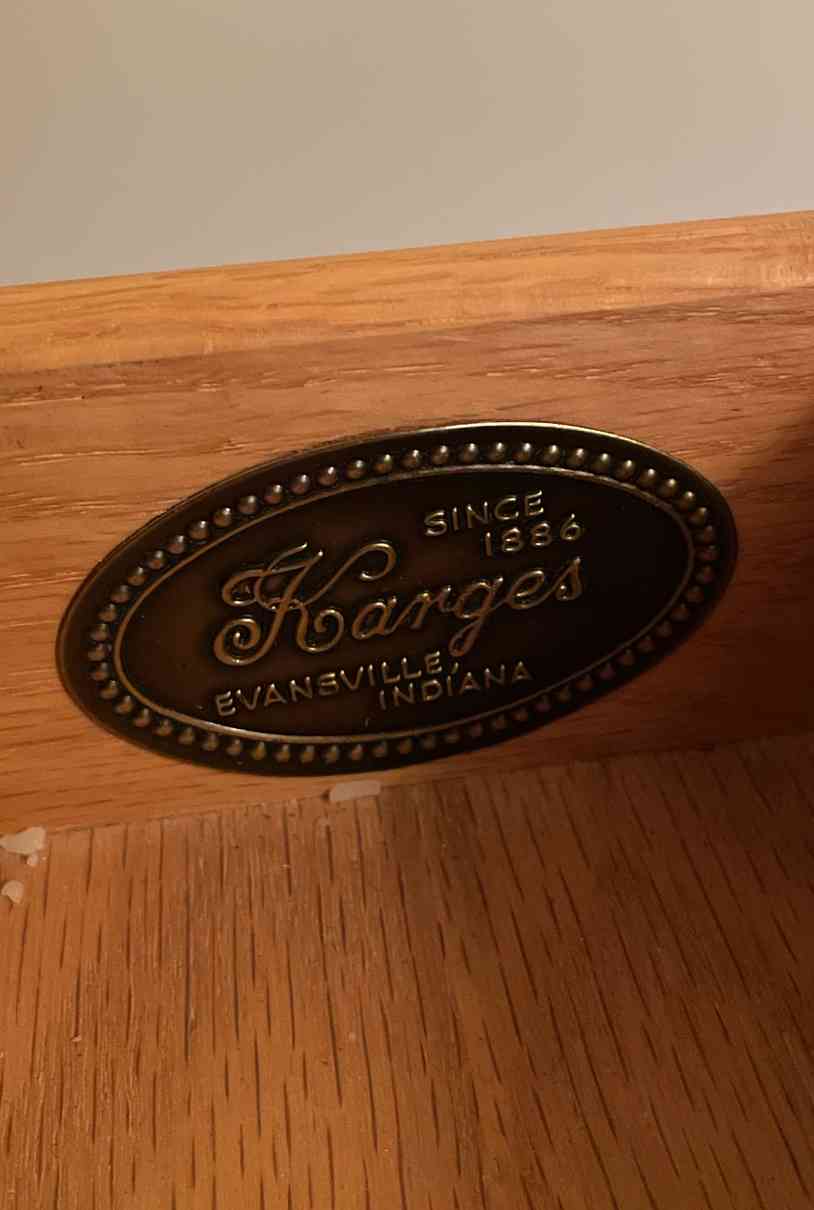 SINCE
1886
Karges
EVANSVILLE,
INDIANA